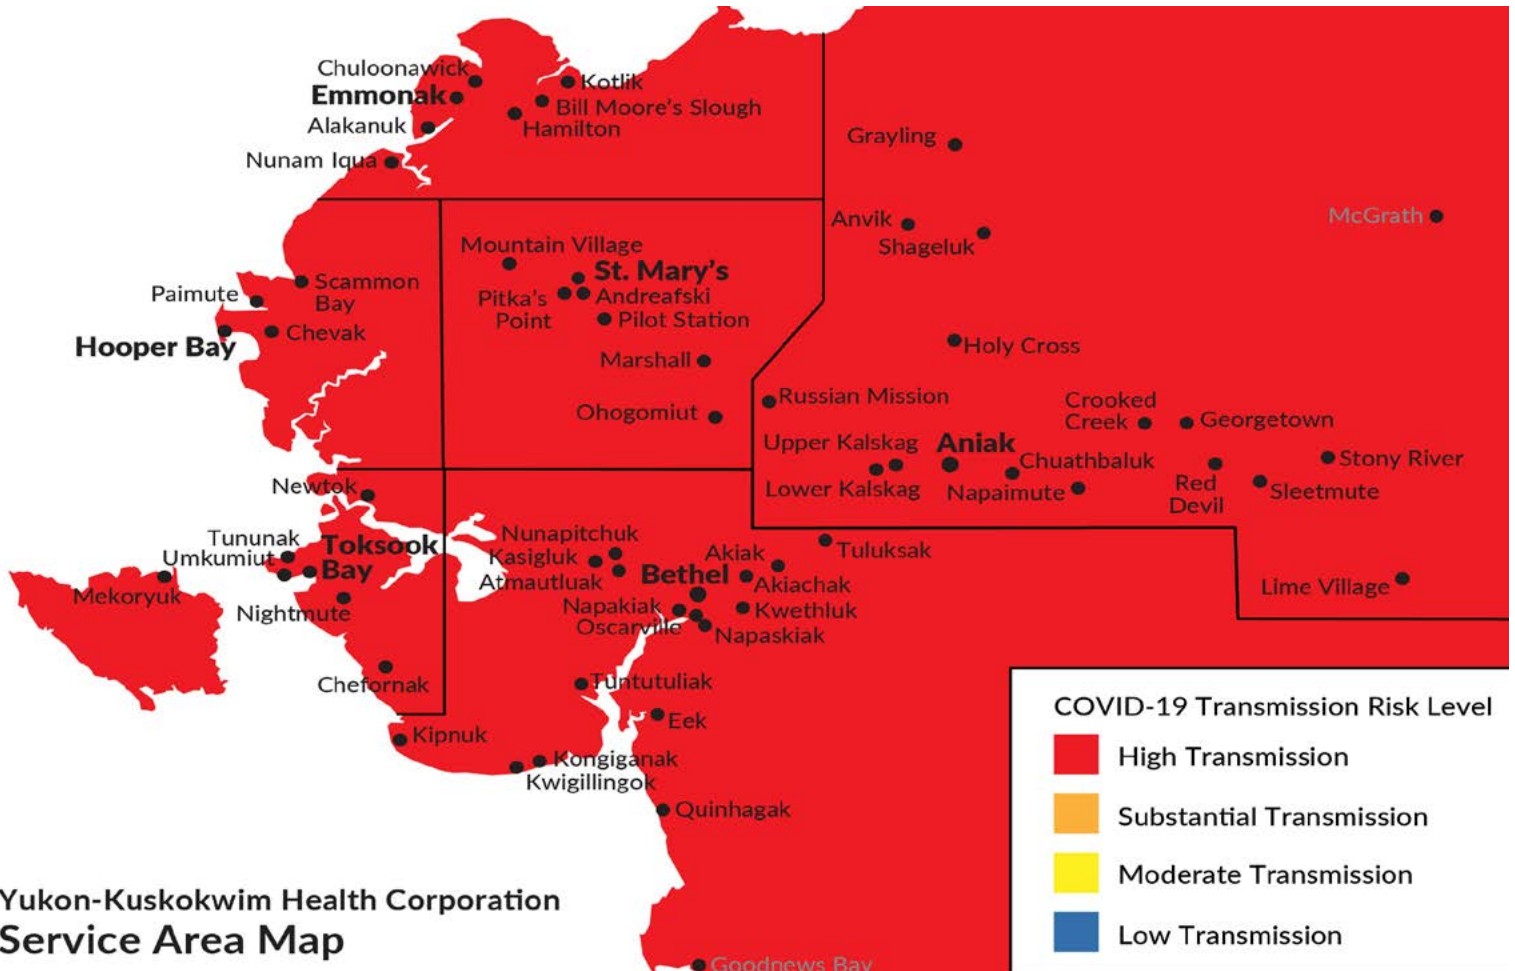 Chuloonawick
Emmonak
Alakanuk
Nunam Iqua
Kotlik
Bill Moore's Slough
Hamilton
Grayling
Anvik
Shageluk
McGrath
Mountain Village
St. Mary's
Pitka's
Point
Andreafski
Pilot Station
Marshall
Ohogomiut
Scammon
Bay
Paimute
Chevak
Hooper Bay
Holy Cross
Russian Mission
Crooked
Creek
Georgetown
Upper Kalskag
Aniak
Chuathbaluk
Stony River
Lower Kalskag
Napaimute
Red
Devil
Sleetmute
Newtok
Tununak
Umkumiut
Toksook
Bay
Mekoryuk
Nightmute
Chefornak
Kipnuk
Nunapitchuk
Kasigluk
Atmautluak
Akiak
Tuluksak
Bethel
Akiachak
Napakiak
Kwethluk
Oscarville
Napaskiak
Lime Village
Tuntutuliak
Eek
Kongiganak
Kwigillingok
Quinhagak
Goodnews Bay
COVID-19 Transmission Risk Level
High Transmission
Substantial Transmission
Moderate Transmission
Low Transmission
Yukon-Kuskokwim Health Corporation
Service Area Map